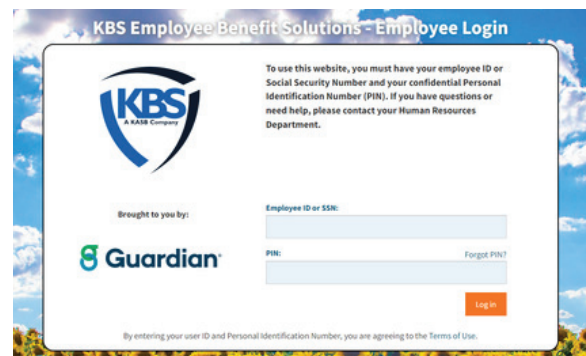 KBS Employee Benefit Solutions - Employee Login
KBS
A KASB Company
To use this website, you must have your employee ID or
Social Security Number and your confidential Personal
Identification Number (PIN). If you have questions or
need help, please contact your Human Resources
Department.
Brought to you by:
Guardian
Employee ID or SSN:
PIN:
Forgot PIN?
Log in
By entering your user ID and Personal Identification Number, you are agreeing to the Terms of Use.